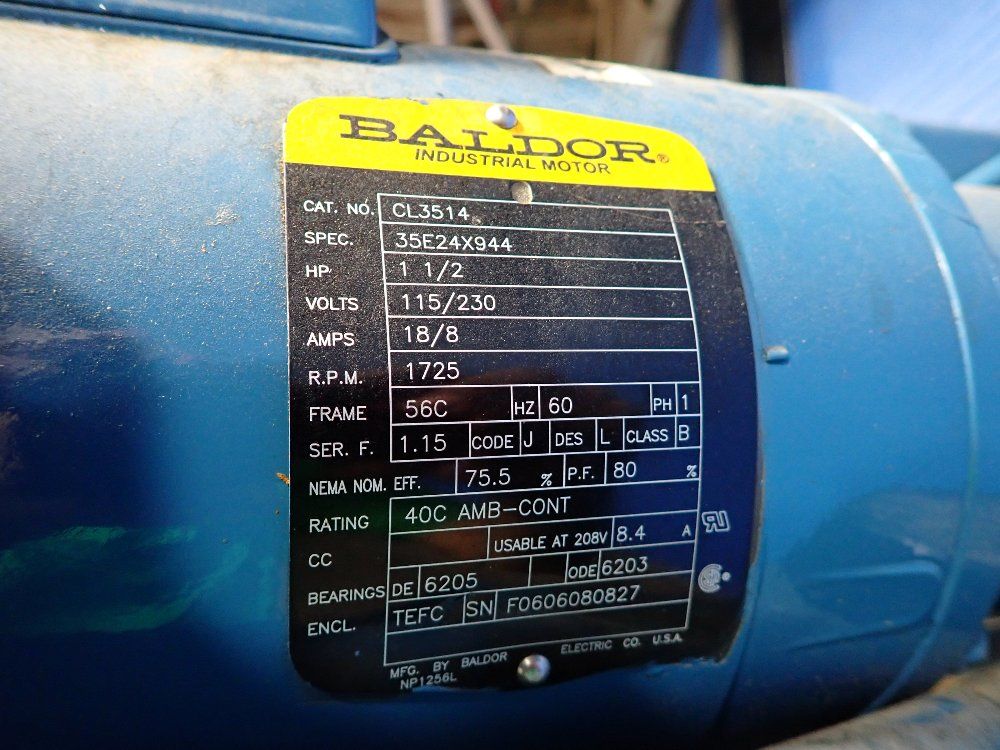 BALDOR®
INDUSTRIAL MOTOR
CAT. NO. CL3514
SPEC. 35E24X944
HP 1 1/2
VOLTS 115/230
AMPS 18/8
R.P.M. 1725
FRAME 56C HZ 60 PH 1
SER. F. 1.15 CODE J DES L CLASS B
NEMA NOM. EFF. 75.5 % P.F. 80 %
RATING 40C AMB-CONT
CC USABLE AT 208V 8.4 A
BEARINGS DE 6205 ODE 6203
ENCL. TEFC SN F0606080827
MFG. BY BALDOR ELECTRIC CO. U.S.A.
NP1256L